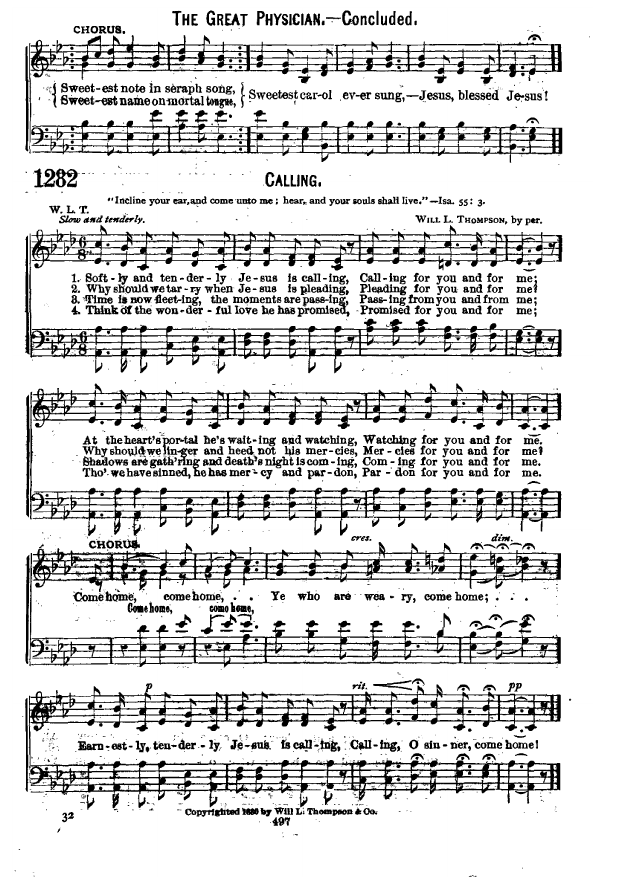 THE GREAT PHYSICIAN.—Concluded.
CHORUS.
Sweet-est note in seraph song,
Sweet-est name on mortal tongue,
Sweetest car-ol ev-er sung,—Jesus, blessed Je-sus!
1282
CALLING.
"Incline your ear, and come unto me; hear, and your souls shall live."—Isa. 55: 3.
W. L. T.
Slow and tenderly.
WILL L. THOMPSON, by per.
1. Soft-ly and ten-der-ly Je-sus is call-ing, Call-ing for you and for me;
2. Why should we tar-ry when Je-sus is pleading, Pleading for you and for me?
3. Time is now fleet-ing, the moments are pass-ing, Pass-ing from you and from me;
4. Think of the won-der-ful love he has promised, Promised for you and for me;
At the heart's por-tal he's wait-ing and watching, Watching for you and for me.
Why should we lin-ger and heed not his mer-cies, Mer-cies for you and for me?
Shadows are gath'ring and death's night is com-ing, Com-ing for you and for me.
Tho' we have sinned, he has mer-cy and par-don, Par-don for you and for me.
cres. dim.
CHORUS.
Come home, come home, . . Ye who are wea-ry, come home; . . .
Come home, come home,
p rit. pp
Earn-est-ly, ten-der-ly Je-sus is call-ing, Call-ing, O sin-ner, come home!
Copyrighted 1880 by Will L. Thompson & Co.
32
497